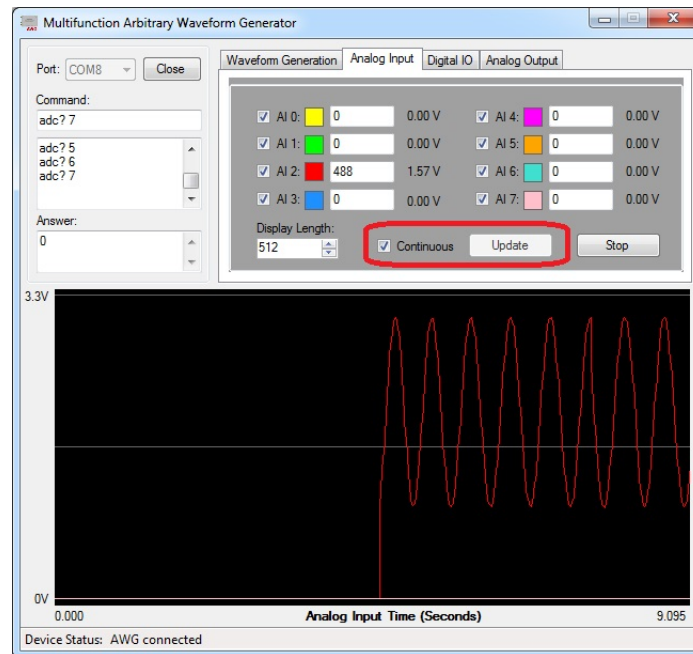 Multifunction Arbitrary Waveform Generator
Port: COM8 Close
Command:
adc? 7
adc? 5
adc? 6
adc? 7
Answer:
0
Waveform Generation Analog Input Digital IO Analog Output
AI 0: 0 0.00 V AI 4: 0 0.00 V
AI 1: 0 0.00 V AI 5: 0 0.00 V
AI 2: 488 1.57 V AI 6: 0 0.00 V
AI 3: 0 0.00 V AI 7: 0 0.00 V
Display Length:
512 Continuous Update Stop
3.3V
0V
0.000 Analog Input Time (Seconds) 9.095
Device Status: AWG connected